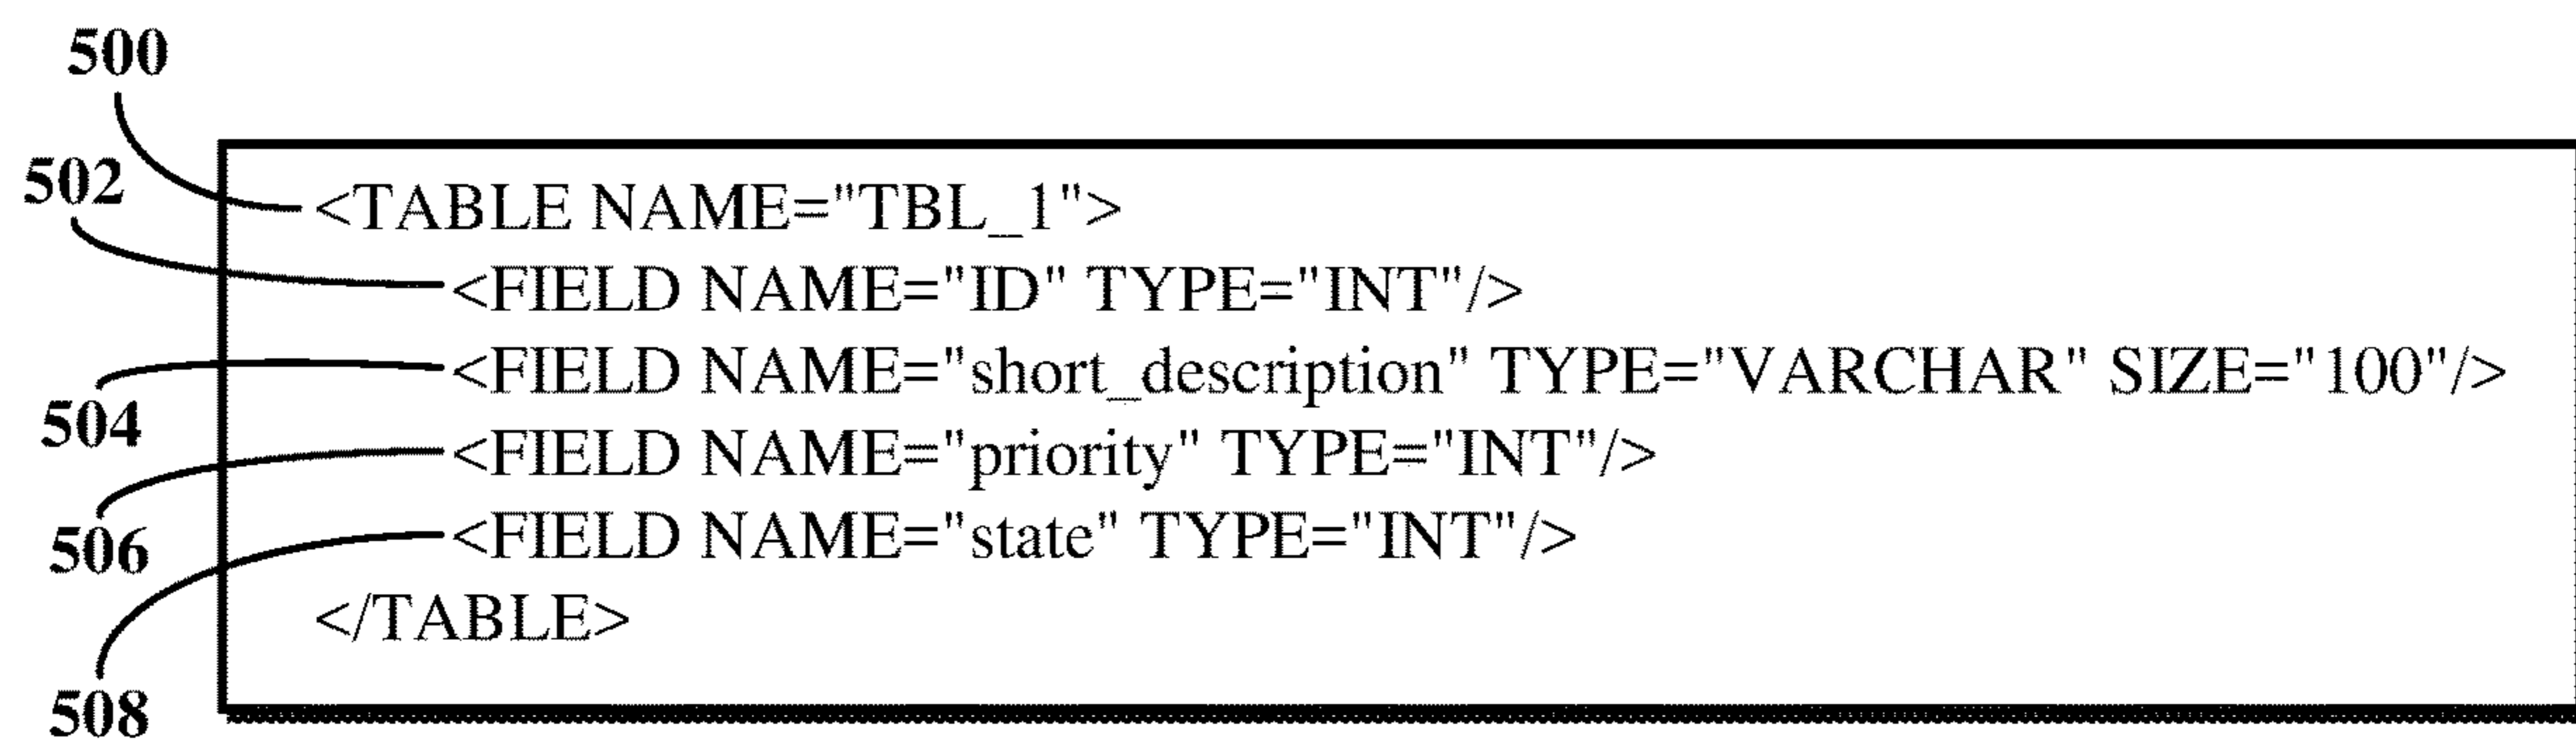 500
502
<TABLE NAME="TBL_1">
<FIELD NAME="ID" TYPE="INT"/>
<FIELD NAME="short_description" TYPE="VARCHAR" SIZE="100"/>
504
<FIELD NAME="priority" TYPE="INT"/>
506
<FIELD NAME="state" TYPE="INT"/>
</TABLE>
508